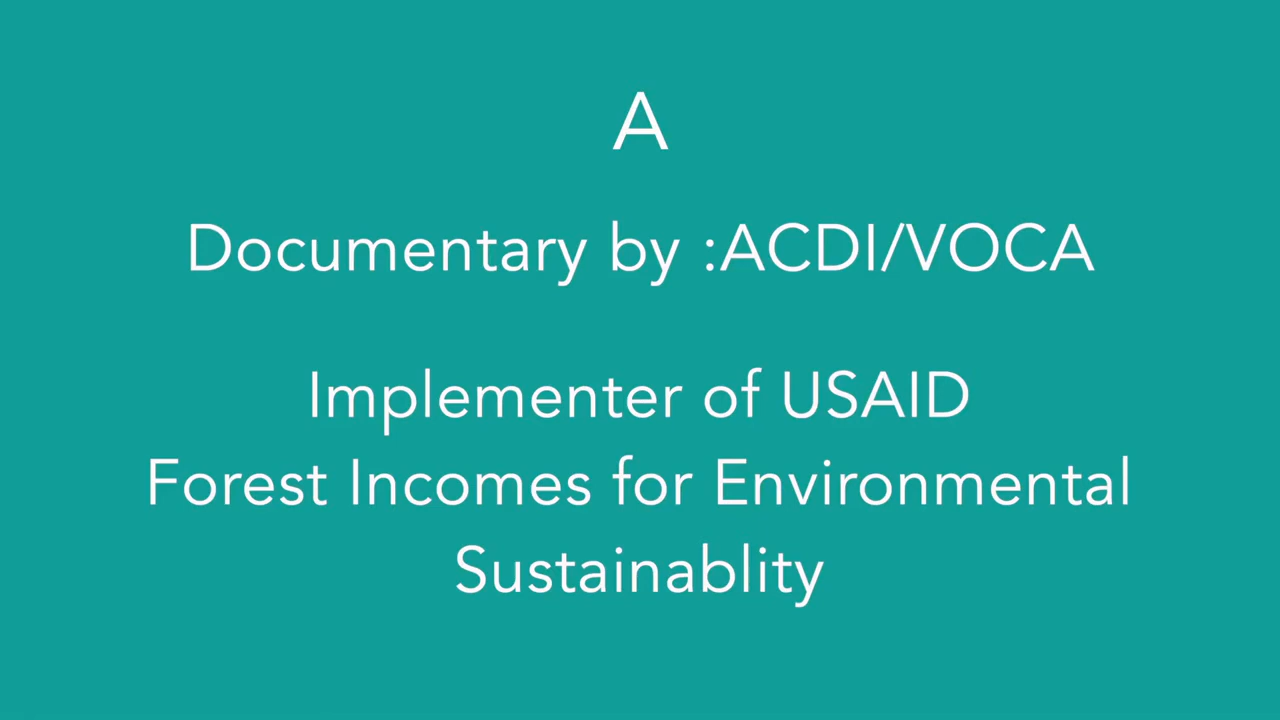 A
Documentary by :ACDI/VOCA
Implementer of USAID
Forest Incomes for Environmental
Sustainablity